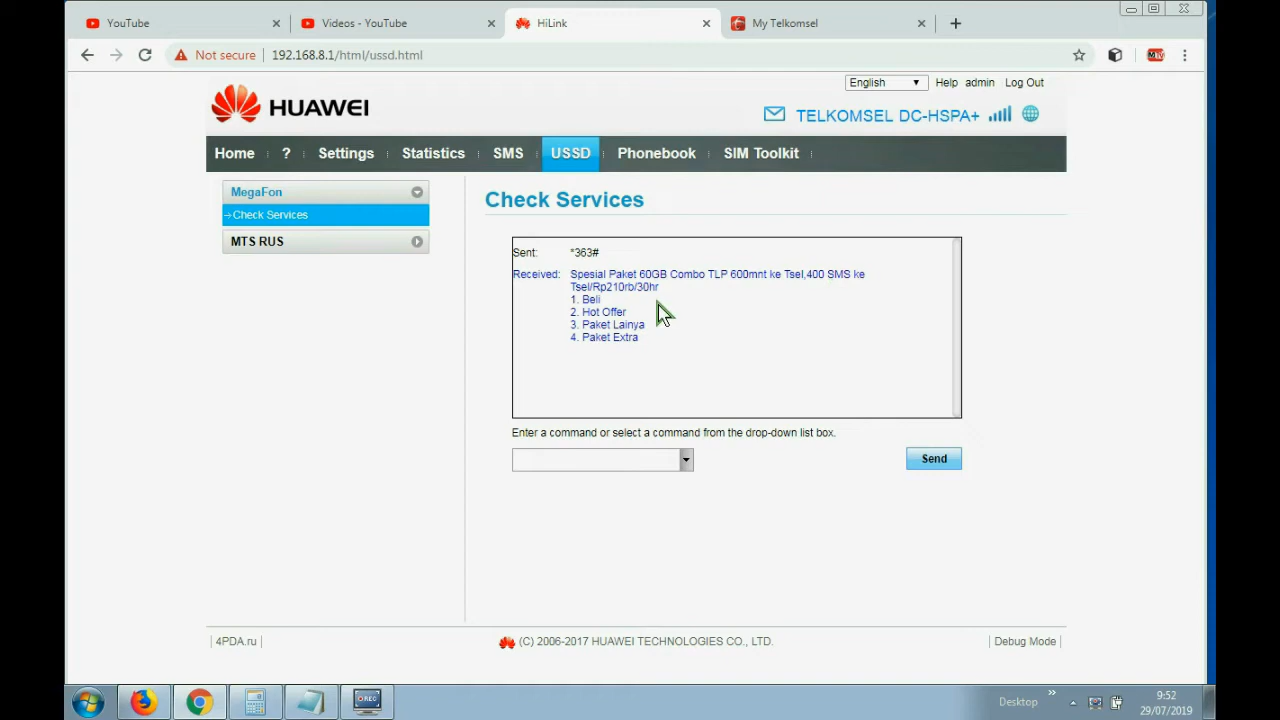 YouTube
Videos - YouTube
HiLink
My Telkomsel
Not secure 192.168.8.1/html/ussd.html
English Help admin Log Out
HUAWEI
TELKOMSEL DC-HSPA+
Home ? Settings Statistics SMS USSD Phonebook SIM Toolkit
MegaFon
Check Services
MTS RUS
Check Services
Sent: *363#
Received: Spesial Paket 60GB Combo TLP 600mnt ke Tsel,400 SMS ke
Tsel/Rp210rb/30hr
1. Beli
2. Hot Offer
3. Paket Lainya
4. Paket Extra
Enter a command or select a command from the drop-down list box.
Send
4PDA.ru
(C) 2006-2017 HUAWEI TECHNOLOGIES CO., LTD.
Debug Mode
REC
Desktop
9:52
29/07/2019